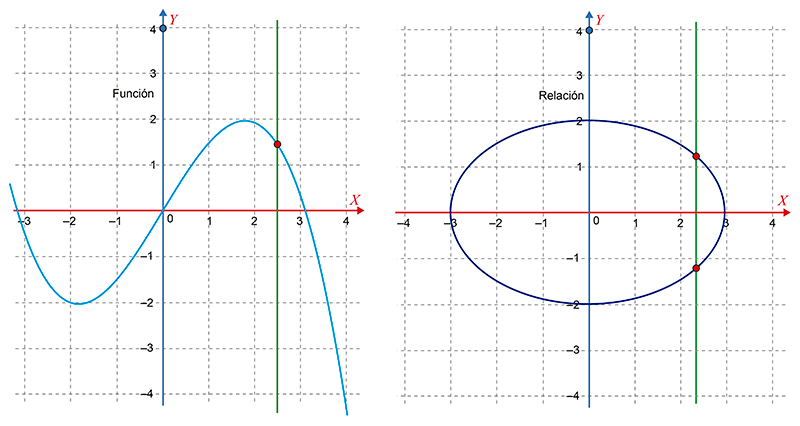 Y
4
3
Función
2
1
X
–3 –2 –1 0 1 2 3 4
–1
–2
–3
–4
Y
4
3
Relación
2
1
X
–4 –3 –2 –1 0 1 2 3 4
–1
–2
–3
–4